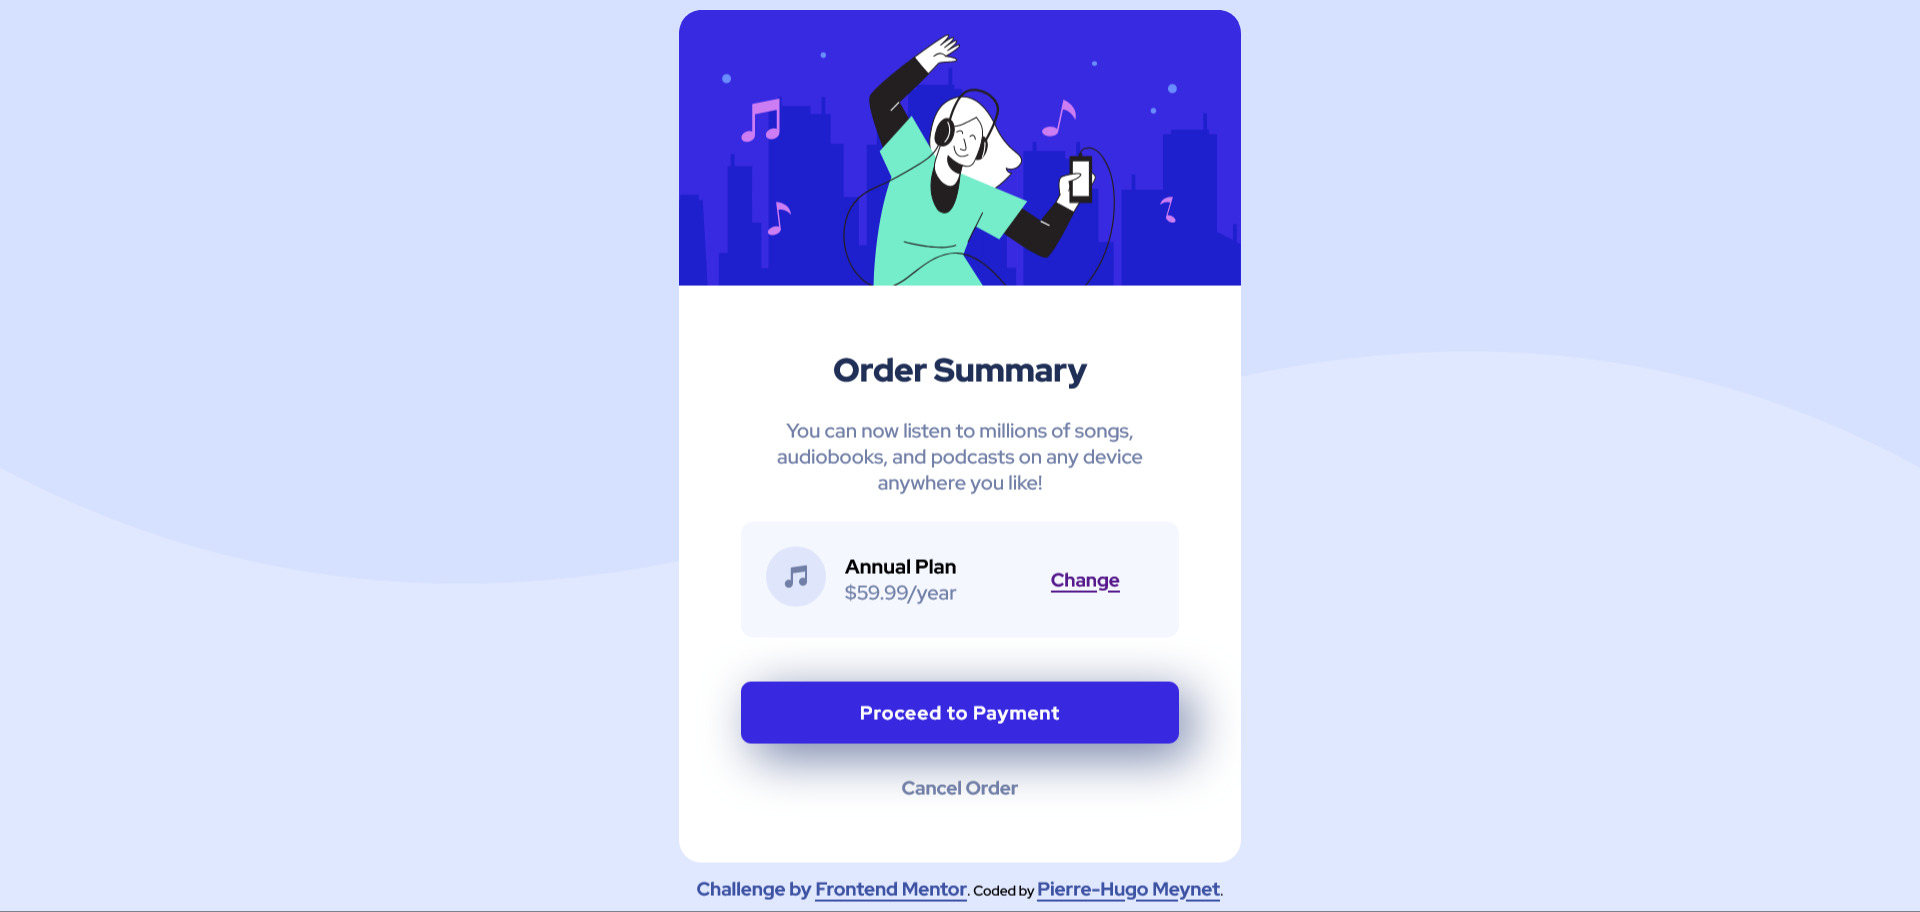 Order Summary
You can now listen to millions of songs,
audiobooks, and podcasts on any device
anywhere you like!
Annual Plan
$59.99/year
Change
Proceed to Payment
Cancel Order
Challenge by Frontend Mentor. Coded by Pierre-Hugo Meynet.